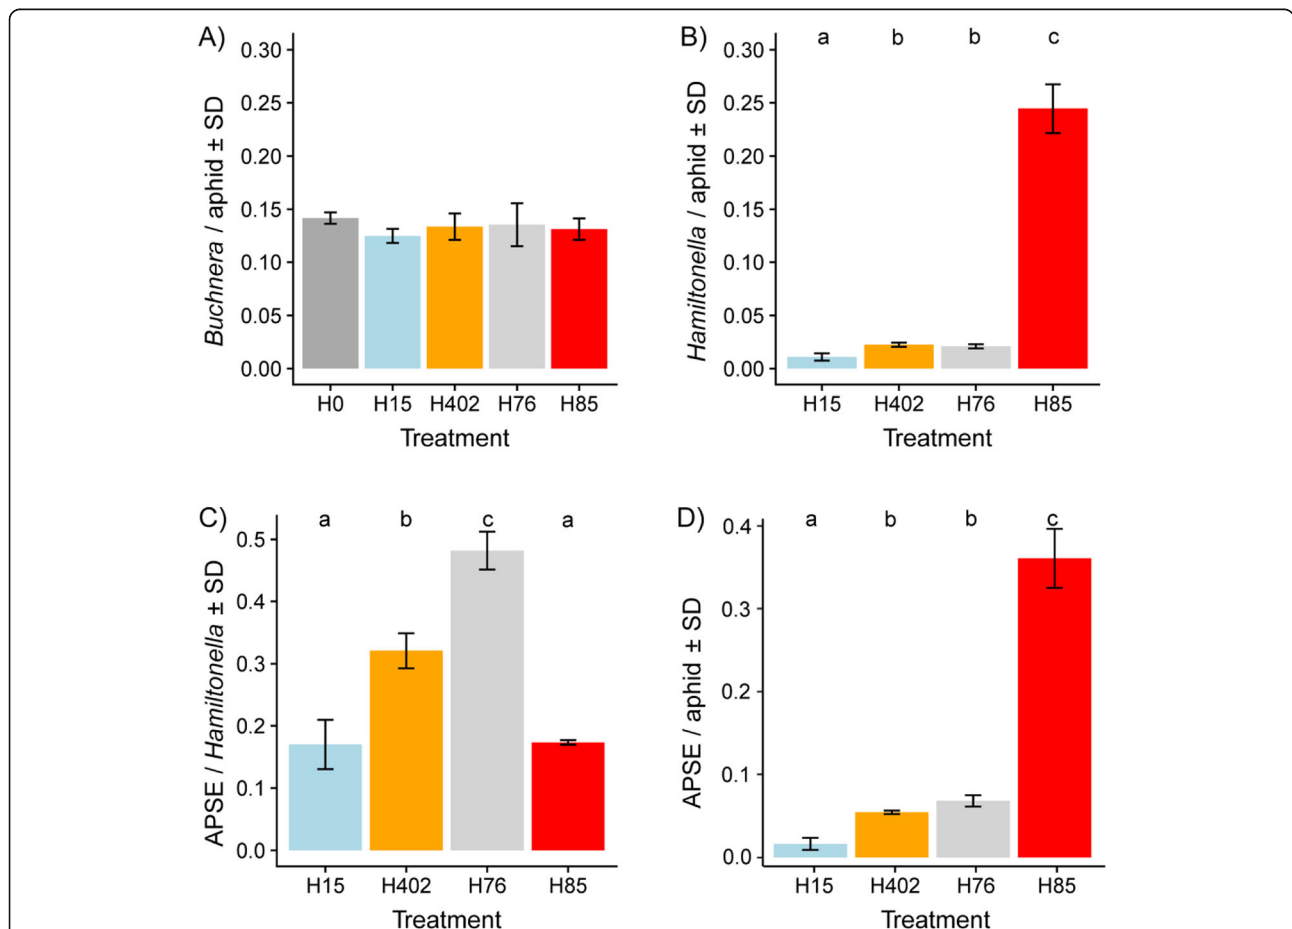 A)
Buchnera / aphid ± SD
0.30
0.25
0.20
0.15
0.10
0.05
0.00
H0 H15 H402 H76 H85
Treatment
B)
a b b c
Hamiltonella / aphid ± SD
0.30
0.25
0.20
0.15
0.10
0.05
0.00
H15 H402 H76 H85
Treatment
C)
a b c a
APSE / Hamiltonella ± SD
0.5
0.4
0.3
0.2
0.1
0.0
H15 H402 H76 H85
Treatment
D)
a b b c
APSE / aphid ± SD
0.4
0.3
0.2
0.1
0.0
H15 H402 H76 H85
Treatment